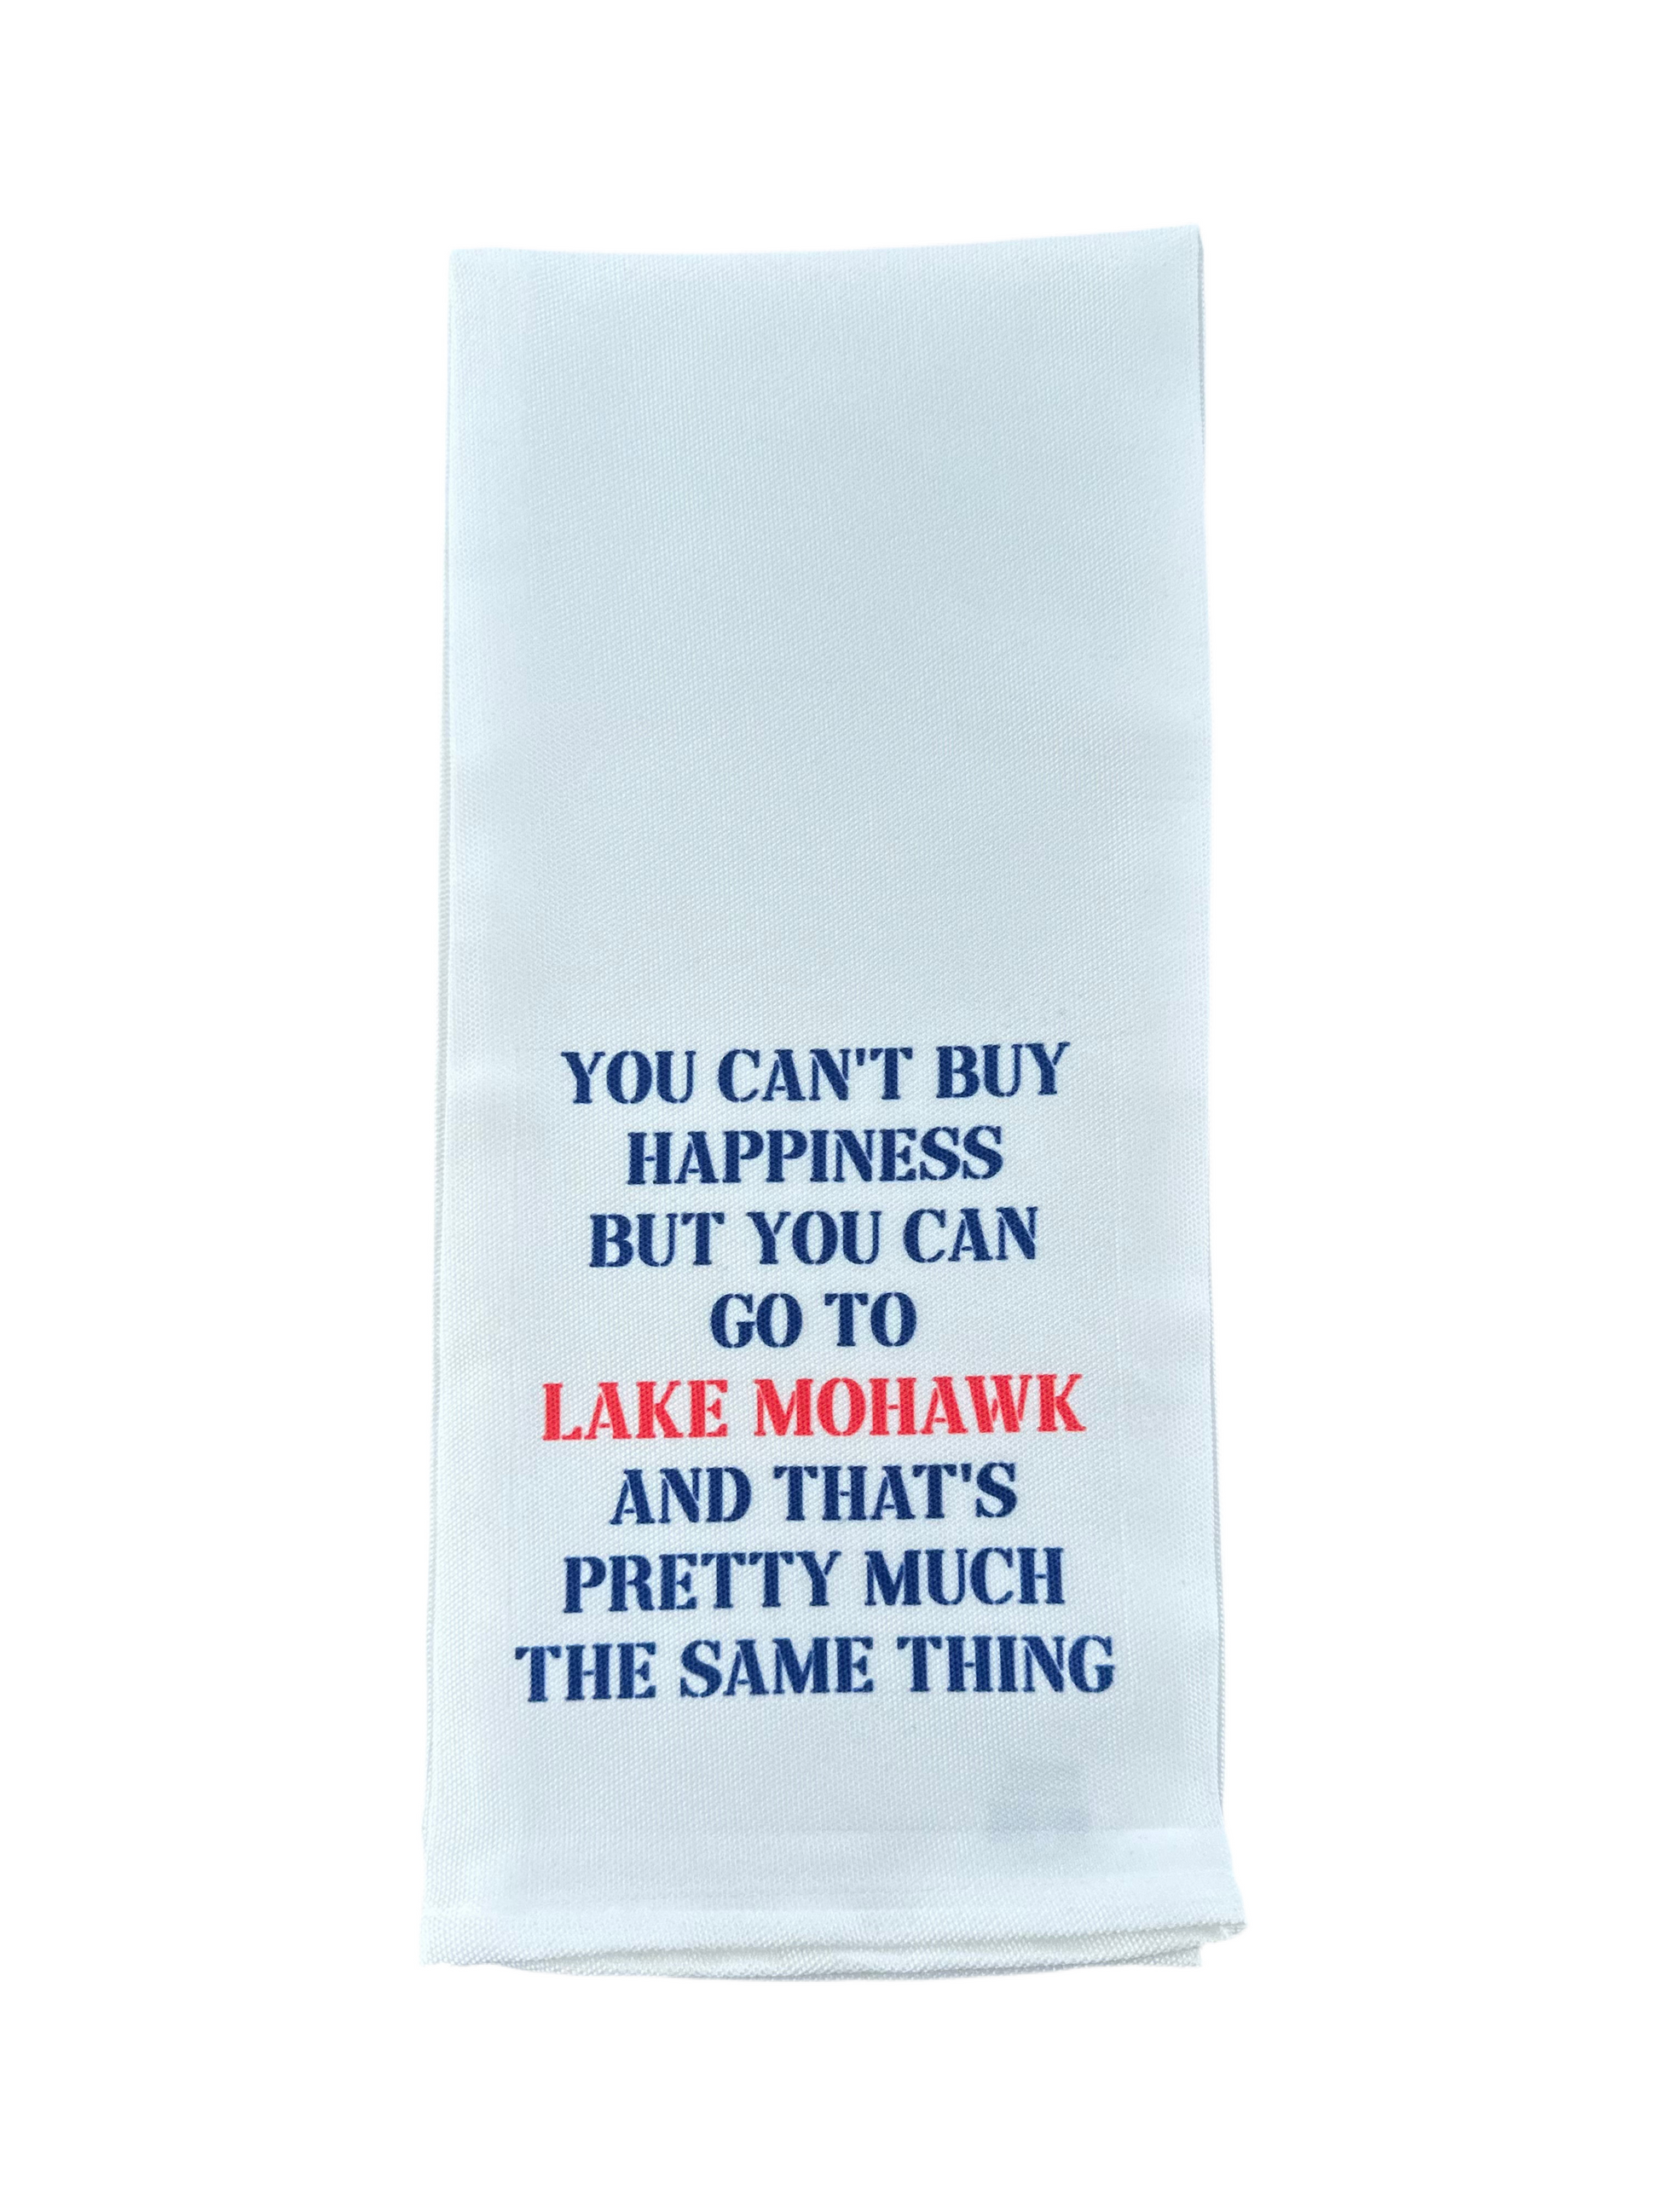 YOU CAN'T BUY
HAPPINESS
BUT YOU CAN
GO TO
LAKE MOHAWK
AND THAT'S
PRETTY MUCH
THE SAME THING